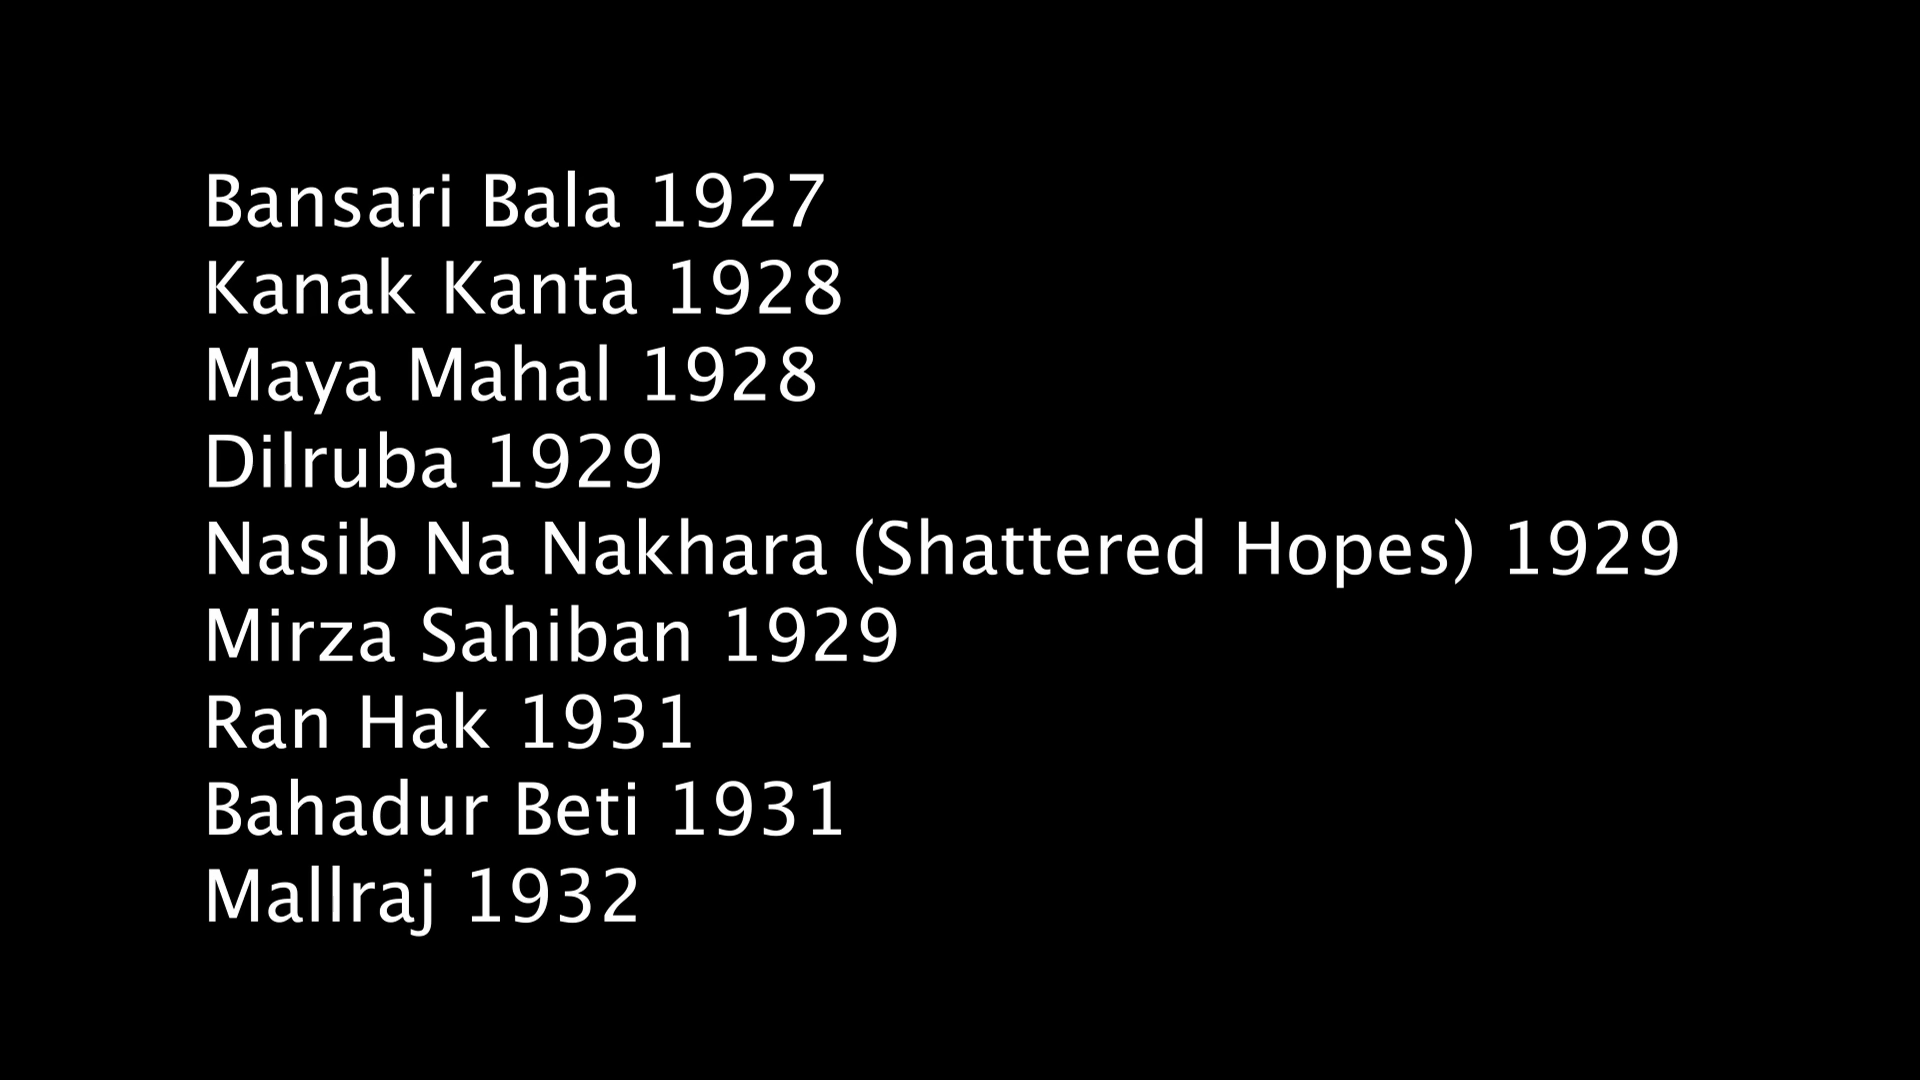 Bansari Bala 1927
Kanak Kanta 1928
Maya Mahal 1928
Dilruba 1929
Nasib Na Nakhara (Shattered Hopes) 1929
Mirza Sahiban 1929
Ran Hak 1931
Bahadur Beti 1931
Mallraj 1932